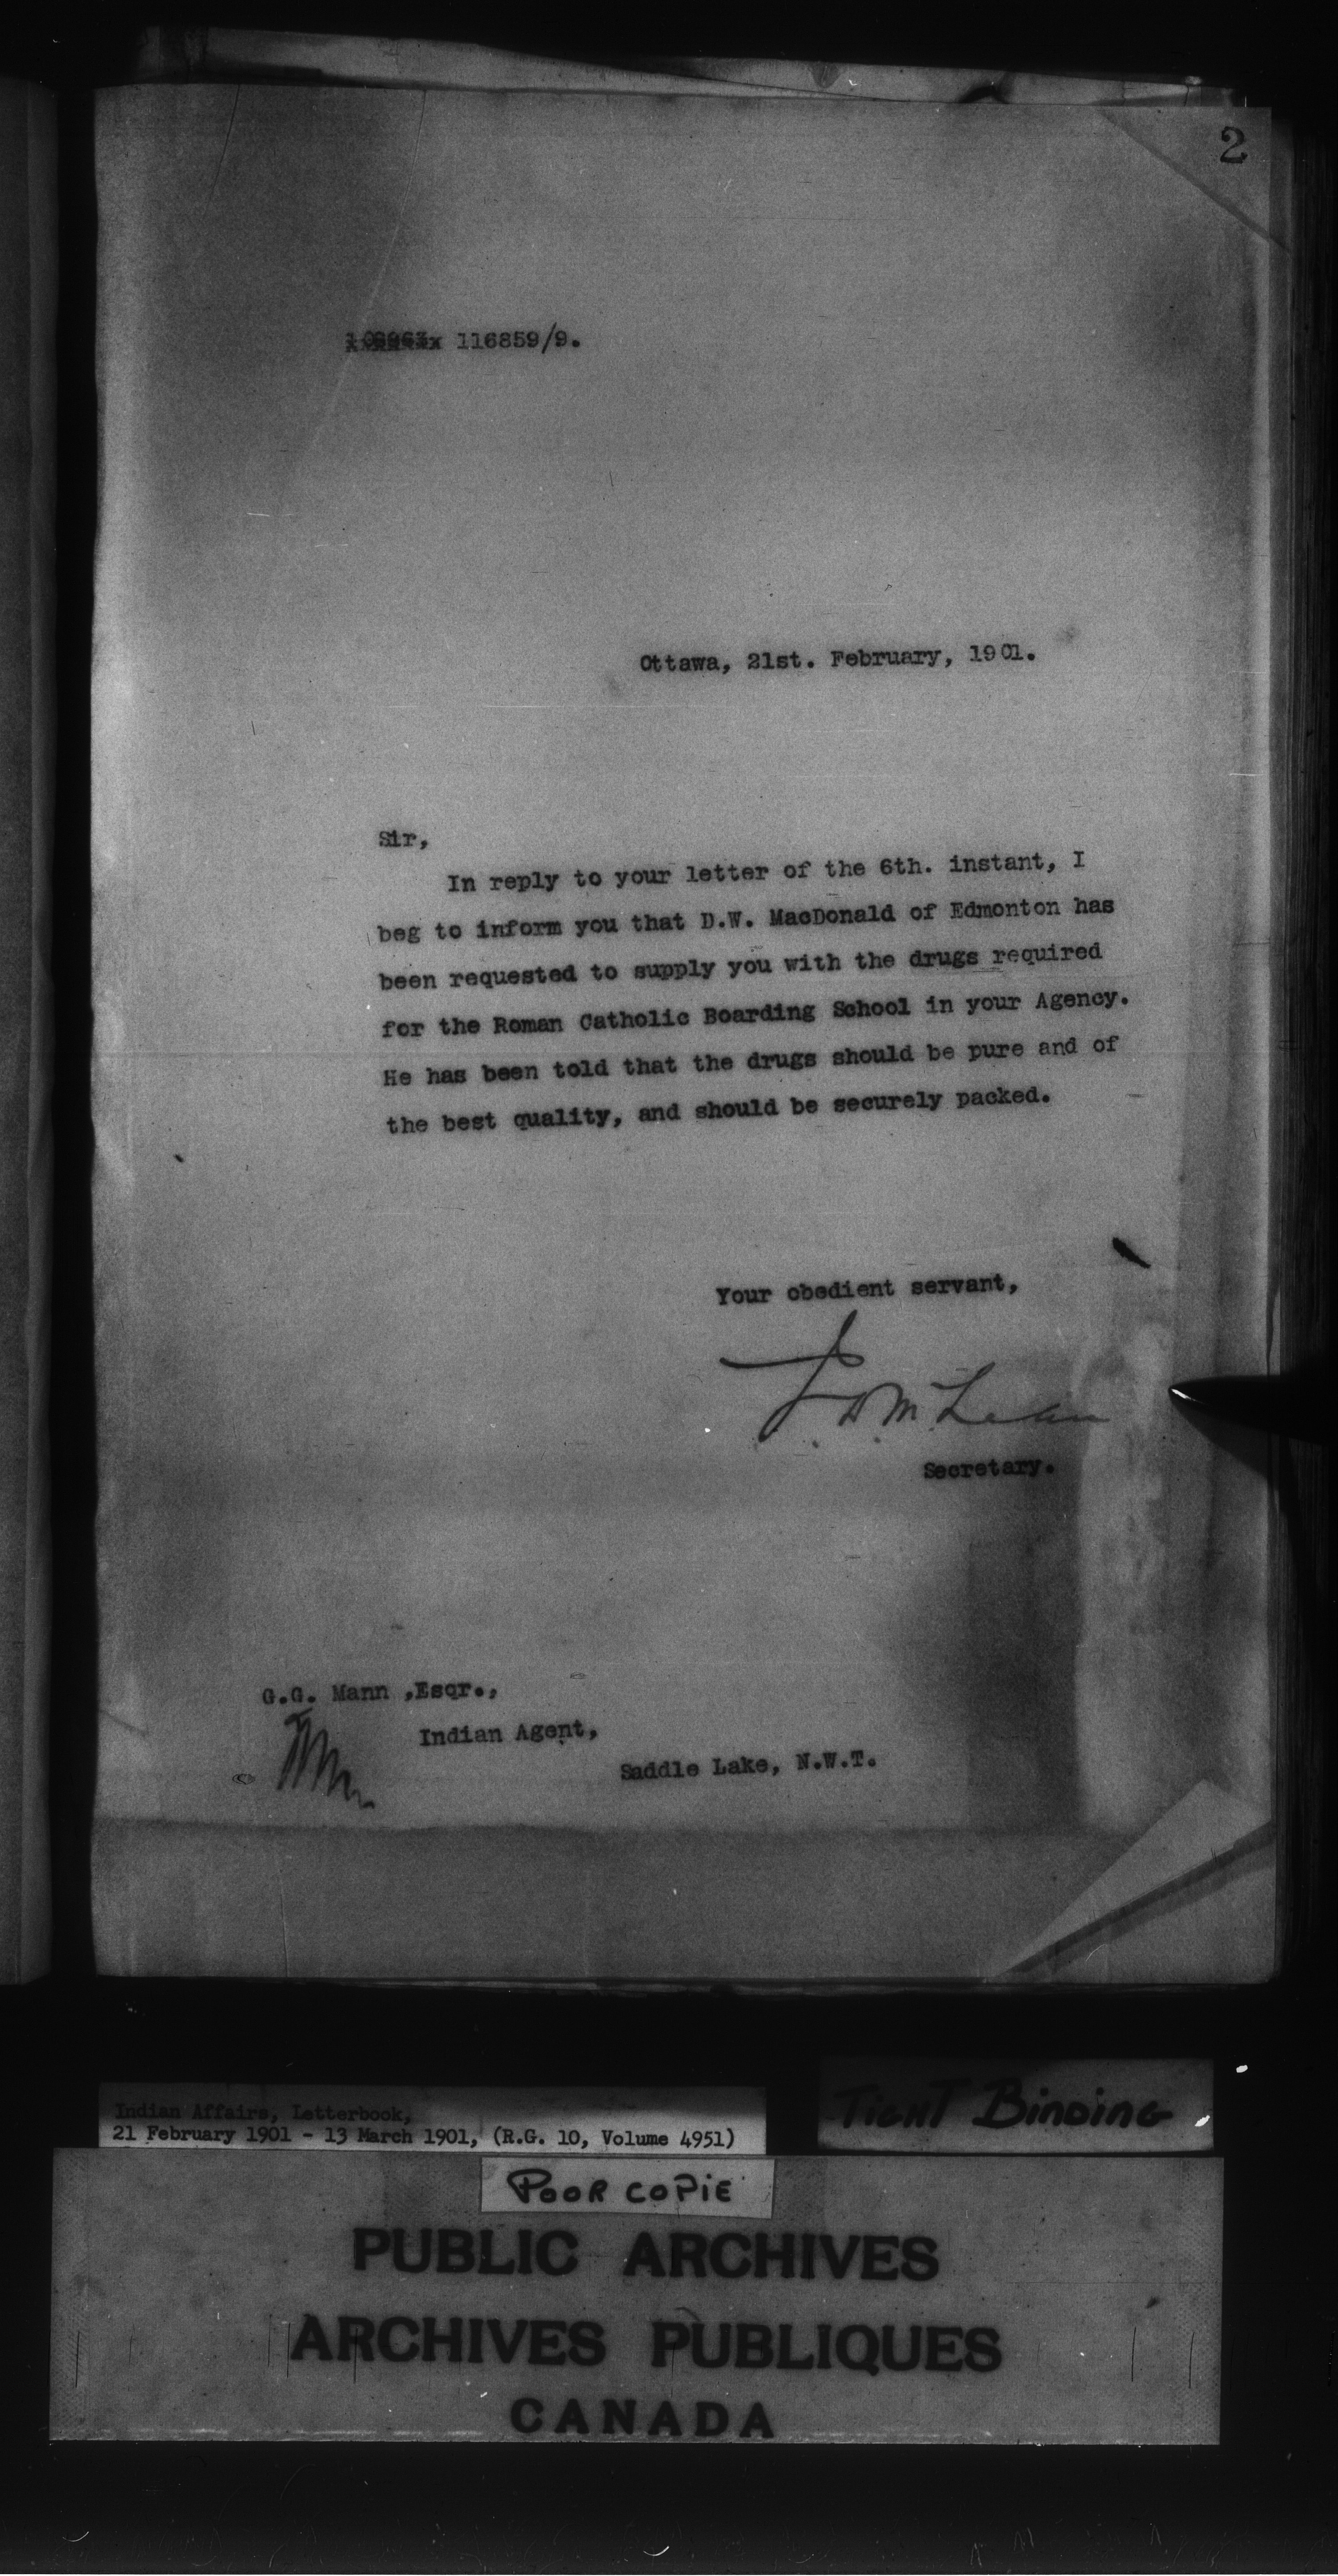 2
116859/9.
Ottawa, 21st. February, 1901.
Sir,
In reply to your letter of the 6th. instant, I
beg to inform you that D.W. MacDonald of Edmonton has
been requested to supply you with the drugs required
for the Roman Catholic Boarding School in your Agency.
He has been told that the drugs should be pure and of
the best quality, and should be securely packed.
Your obedient servant,
J.D. McLean
Secretary.
G.G. Mann ,Esqr.,
Indian Agent,
Saddle Lake, N.W.T.
Indian Affairs, Letterbook,
21 February 1901 - 13 March 1901, (R.G. 10, Volume 4951)
Tight Binding
POOR COPIE
PUBLIC ARCHIVES
ARCHIVES PUBLIQUES
CANADA